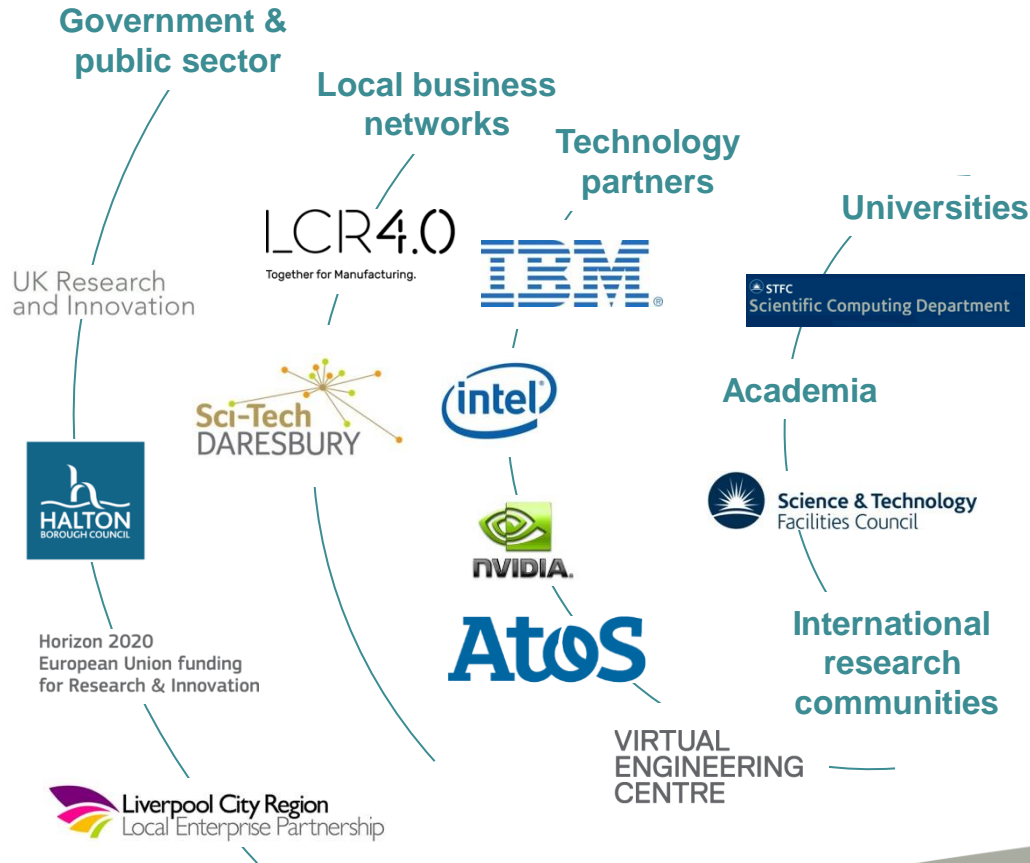 Government &
public sector
Local business
networks
Technology
partners
Universities
LCR4.0
Together for Manufacturing.
IBM®
UK Research
and Innovation
STFC
Scientific Computing Department
Sci-Tech
DARESBURY
intel®
Academia
h
HALTON
BOROUGH COUNCIL
Science & Technology
Facilities Council
NVIDIA.
Horizon 2020
European Union funding
for Research & Innovation
Atos
International
research
communities
VIRTUAL
ENGINEERING
CENTRE
Liverpool City Region
Local Enterprise Partnership